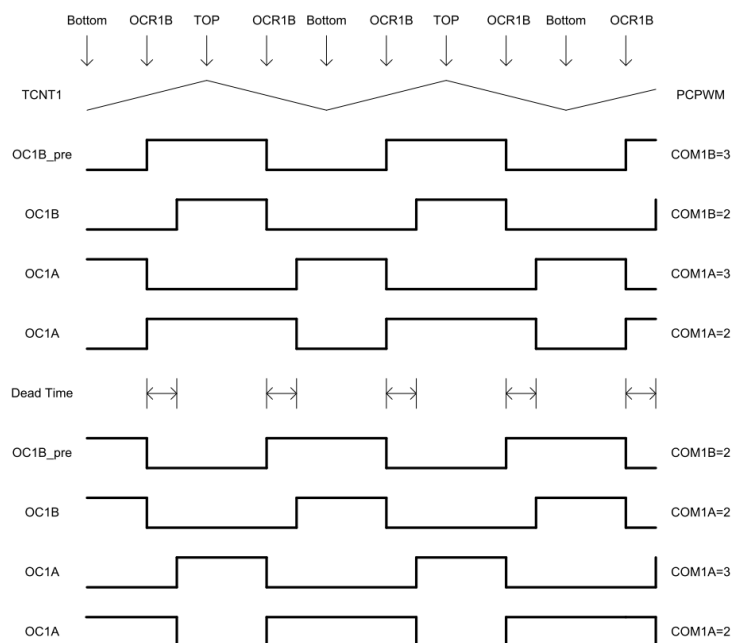 Bottom OCR1B TOP OCR1B Bottom OCR1B TOP OCR1B Bottom OCR1B
TCNT1 PCPWM
OC1B_pre COM1B=3
OC1B COM1B=2
OC1A COM1A=3
OC1A COM1A=2
Dead Time
OC1B_pre COM1B=2
OC1B COM1A=2
OC1A COM1A=3
OC1A COM1A=2